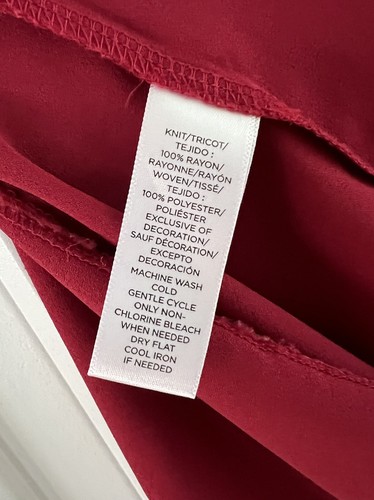 KNIT/TRICOT/
TEJIDO :
100% RAYON/
RAYONNE/RAYÓN
WOVEN/TISSÉ/
TEJIDO :
100% POLYESTER/
POLIÉSTER
EXCLUSIVE OF
DECORATION/
SAUF DÉCORATION/
EXCEPTO
DECORACIÓN
MACHINE WASH
COLD
GENTLE CYCLE
ONLY NON-
CHLORINE BLEACH
WHEN NEEDED
DRY FLAT
COOL IRON
IF NEEDED